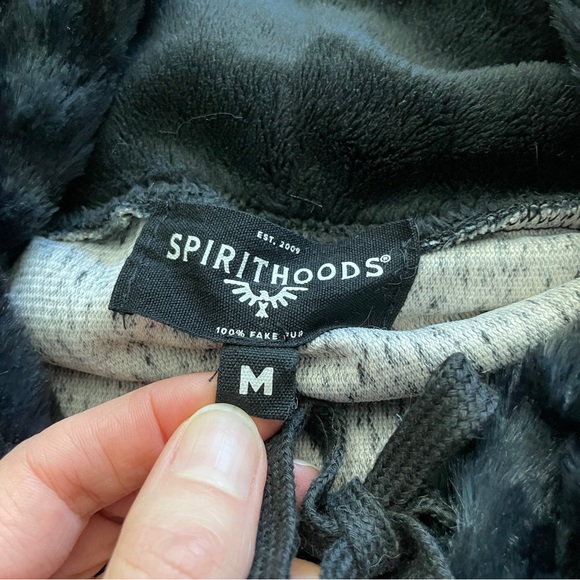 EST. 2009
SPIRITHOODS®
100% FAKE FUR
M